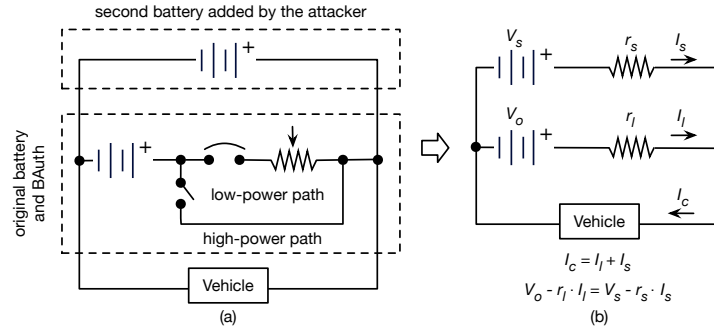 second battery added by the attacker
+
original battery
and BAuth
+
low-power path
high-power path
Vehicle
(a)
V_s
+
r_s
I_s
V_o
+
r_l
I_l
I_c
Vehicle
I_c = I_l + I_s
V_o - r_l · I_l = V_s - r_s · I_s
(b)